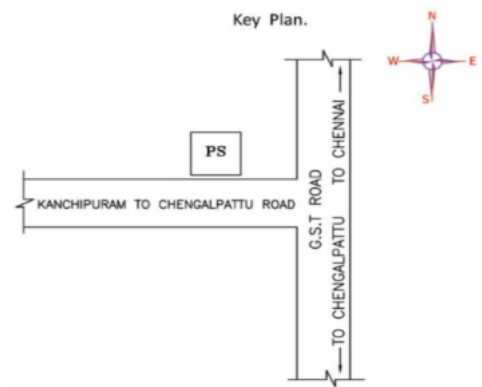 Key Plan.
N
W E
S
PS
KANCHIPURAM TO CHENGALPATTU ROAD
G.S.T ROAD
TO CHENGALPATTU TO CHENNAI